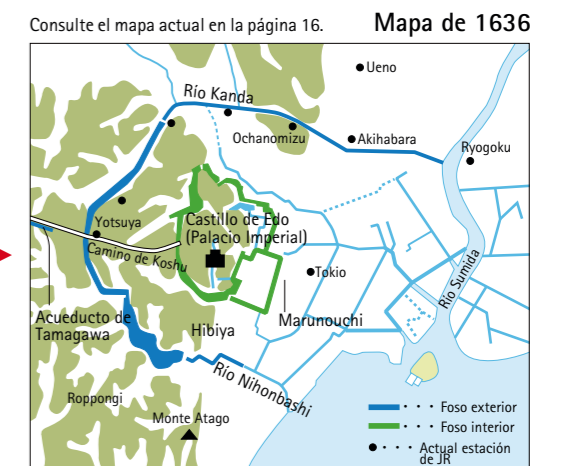 Consulte el mapa actual en la página 16.
Mapa de 1636
Ueno
Río Kanda
Ochanomizu
Akihabara
Ryogoku
Yotsuya
Castillo de Edo
(Palacio Imperial)
Camino de Koshu
Tokio
Río Sumida
Acueducto de
Tamagawa
Hibiya
Marunouchi
Río Nihonbashi
Roppongi
Monte Atago
Foso exterior
Foso interior
Actual estación
de JR